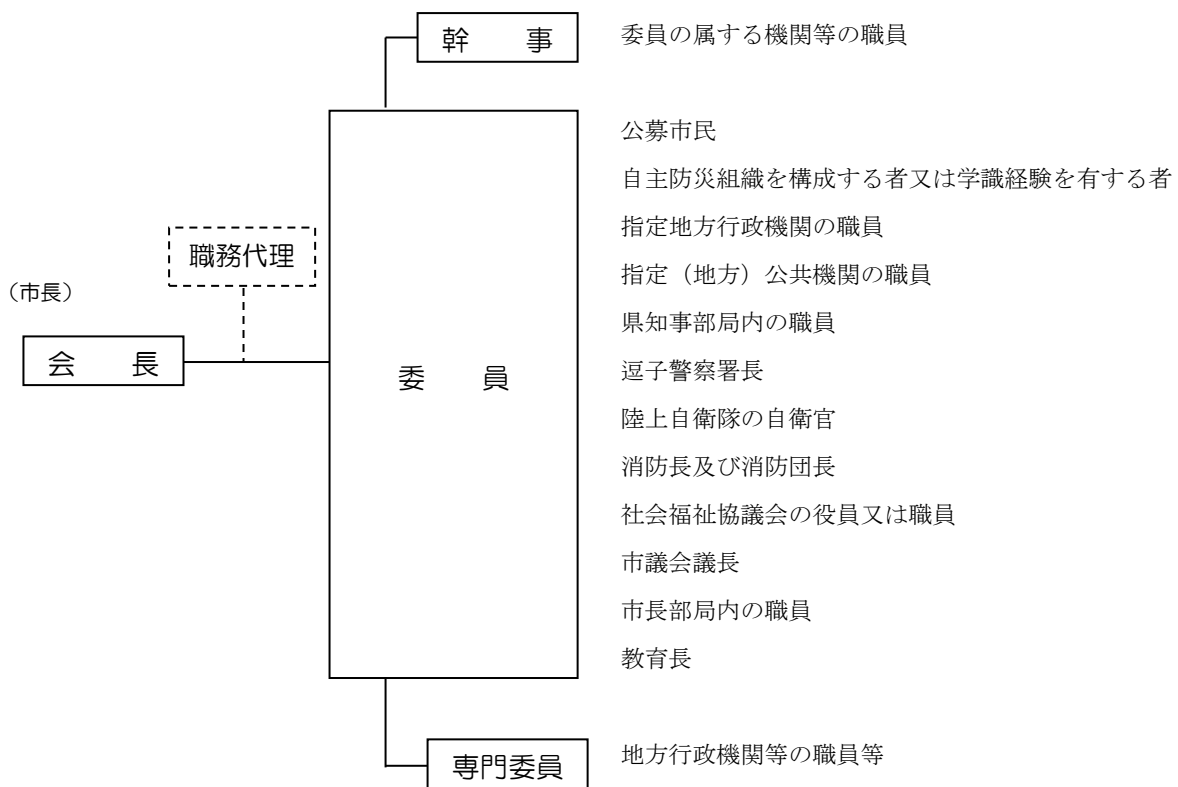 幹　事　委員の属する機関等の職員
公募市民
自主防災組織を構成する者又は学識経験を有する者
指定地方行政機関の職員
職務代理
指定（地方）公共機関の職員
（市長）
県知事部局内の職員
会　長
委　員
逗子警察署長
陸上自衛隊の自衛官
消防長及び消防団長
社会福祉協議会の役員又は職員
市議会議長
市長部局内の職員
教育長
専門委員　地方行政機関等の職員等